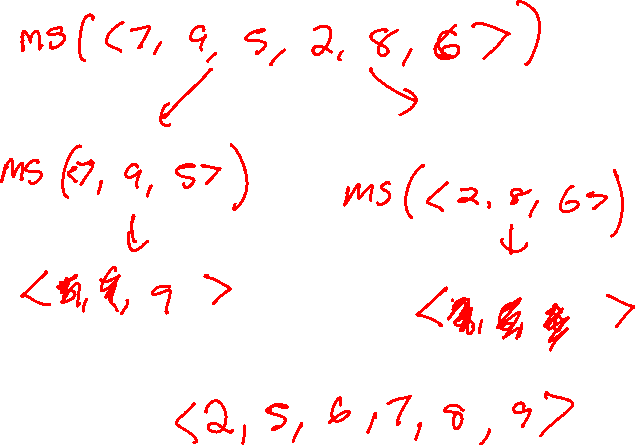 ms(<7, 9, 5, 2, 8, 6>)
ms(<7, 9, 5>)
ms(<2, 8, 6>)
< , , 9 >
< , , >
<2, 5, 6, 7, 8, 9>